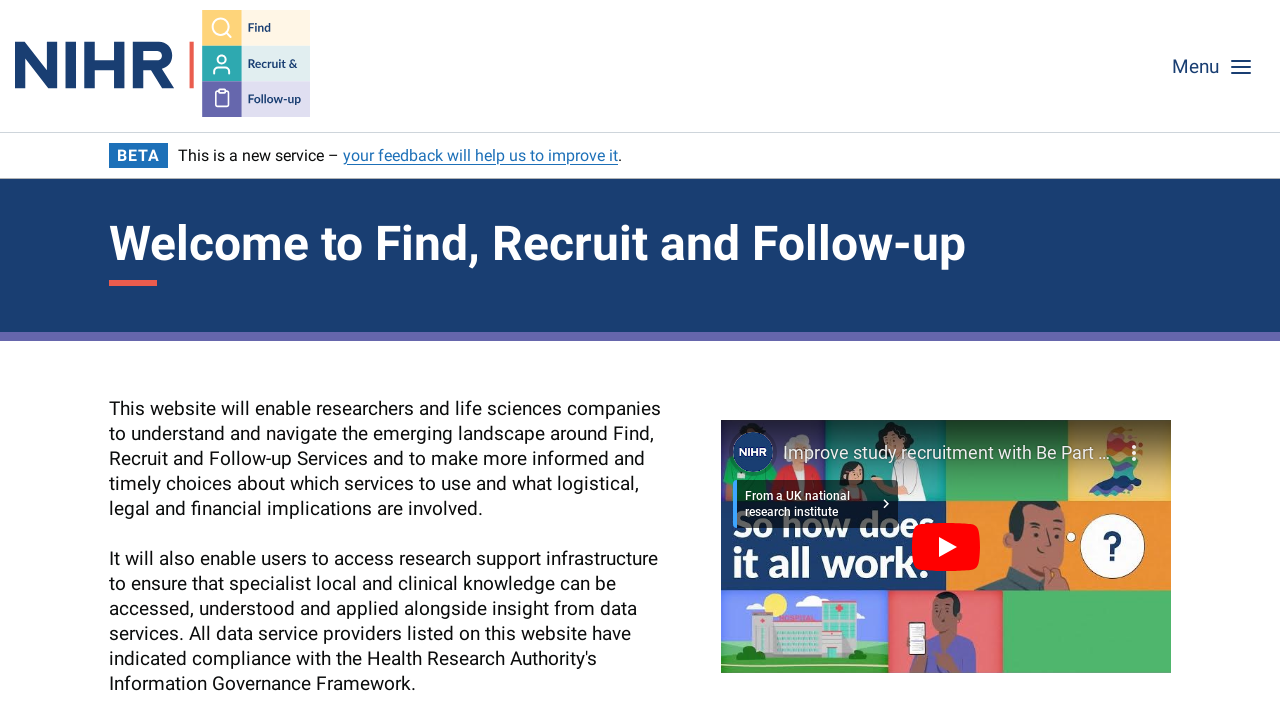 NIHR
Find
Recruit &
Follow-up
Menu
BETA This is a new service – your feedback will help us to improve it.
Welcome to Find, Recruit and Follow-up
This website will enable researchers and life sciences companies
to understand and navigate the emerging landscape around Find,
Recruit and Follow-up Services and to make more informed and
timely choices about which services to use and what logistical,
legal and financial implications are involved.
It will also enable users to access research support infrastructure
to ensure that specialist local and clinical knowledge can be
accessed, understood and applied alongside insight from data
services. All data service providers listed on this website have
indicated compliance with the Health Research Authority's
Information Governance Framework.
NIHR
Improve study recruitment with Be Part ...
From a UK national
research institute
So how does
it all work?
?